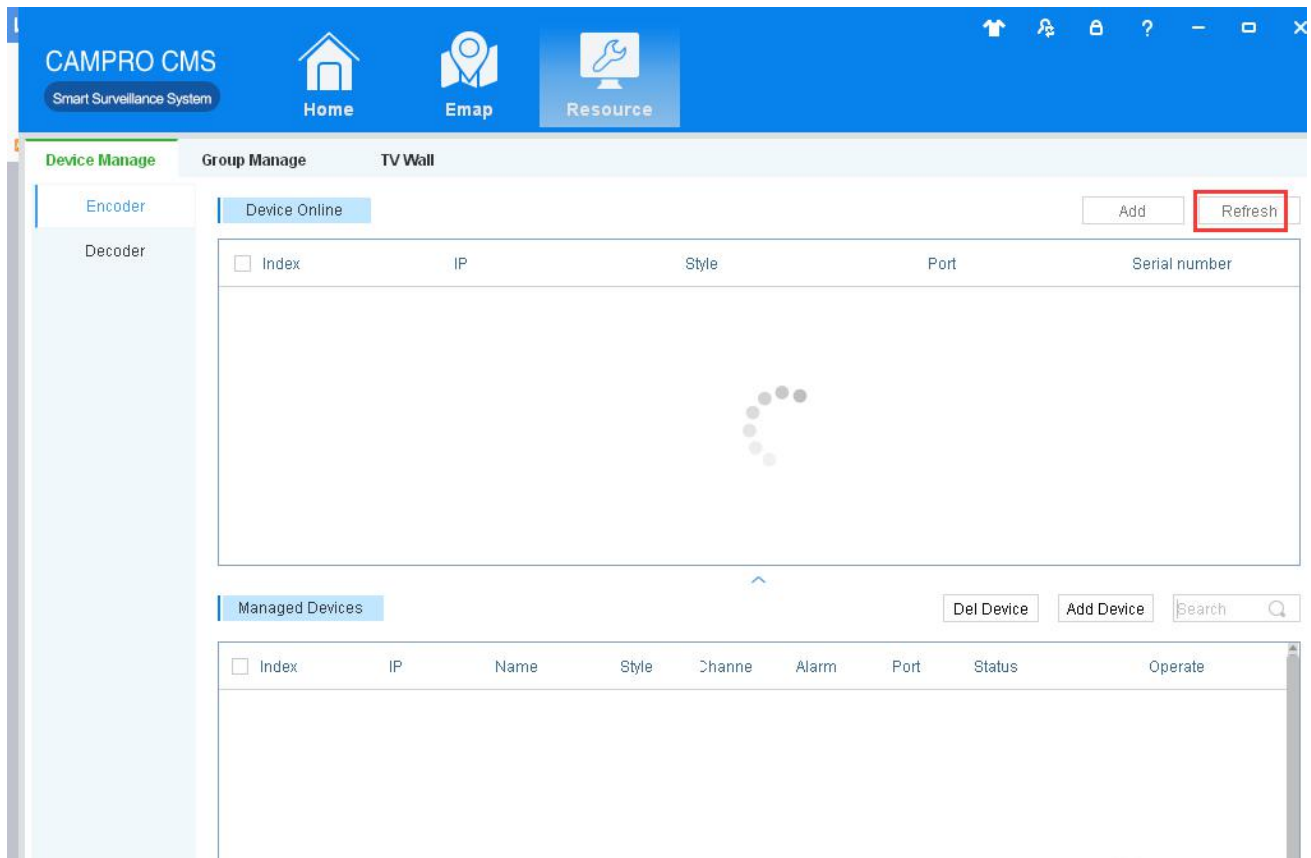 CAMPRO CMS
Smart Surveillance System
Home
Emap
Resource
?
Device Manage
Group Manage
TV Wall
Encoder
Decoder
Device Online
Add
Refresh
Index IP Style Port Serial number
Managed Devices
Del Device
Add Device
Search
Index IP Name Style Channe Alarm Port Status Operate